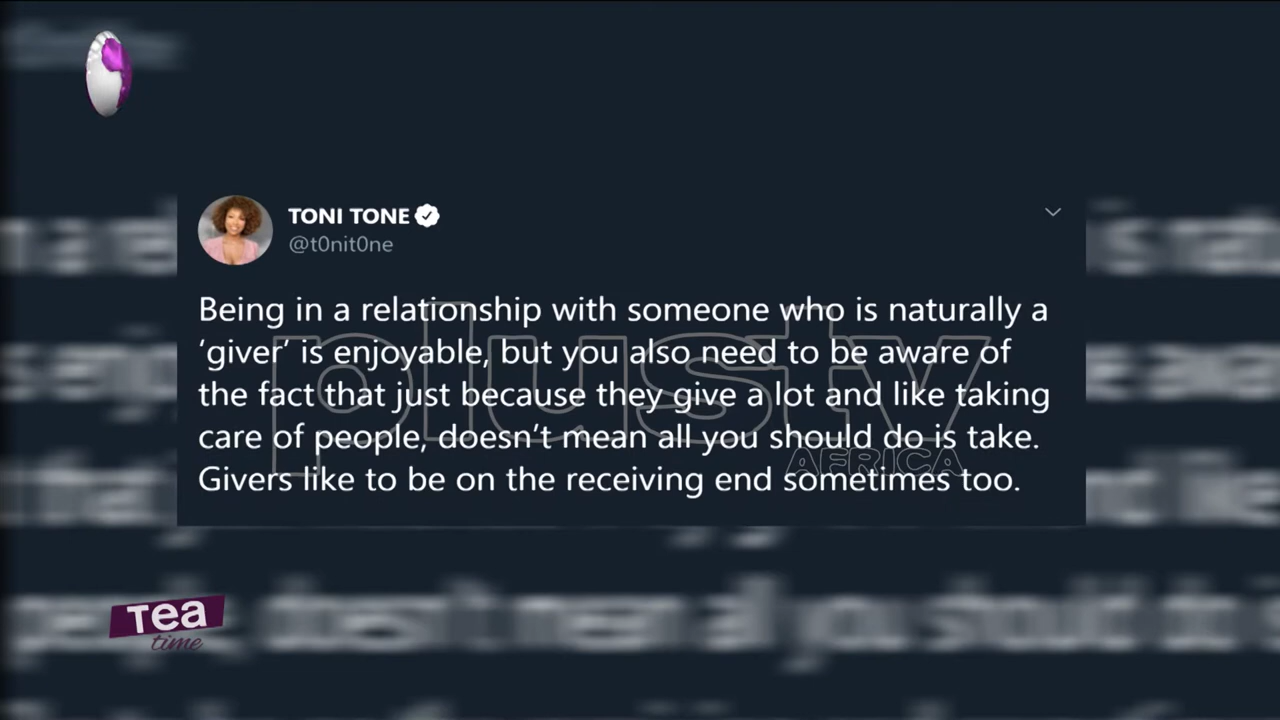 TONI TONE
@t0nit0ne
Being in a relationship with someone who is naturally a
‘giver’ is enjoyable, but you also need to be aware of
the fact that just because they give a lot and like taking
care of people, doesn’t mean all you should do is take.
Givers like to be on the receiving end sometimes too.
plustv
AFRICA
Tea
time